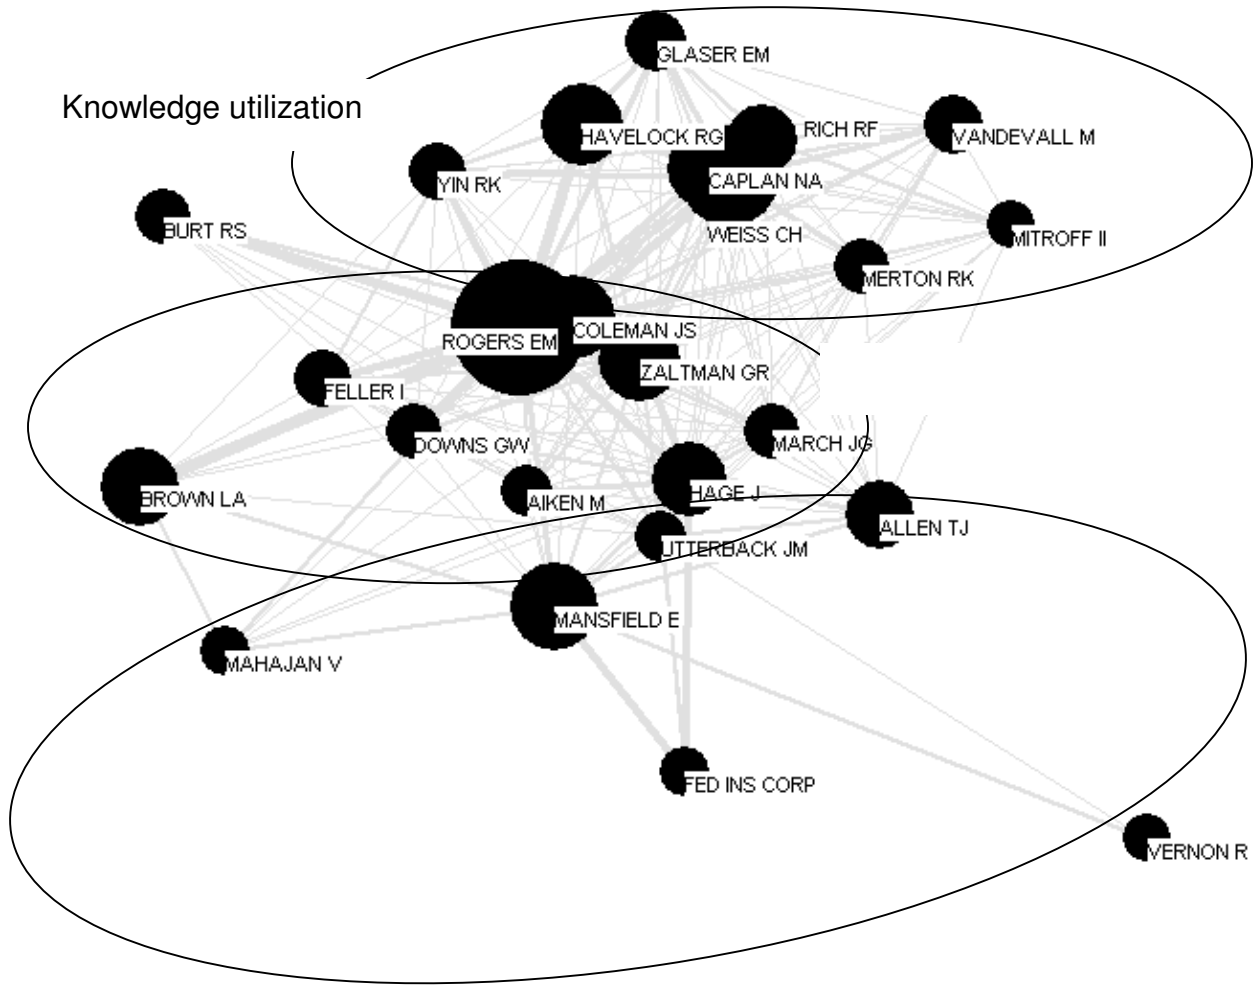 GLASER EM
Knowledge utilization
HAVELOCK RG
RICH RF
VANDEVALL M
YIN RK
CAPLAN NA
BURT RS
WEISS CH
MITROFF II
MERTON RK
COLEMAN JS
ROGERS EM
ZALTMAN GR
FELLER I
DOWNS GW
MARCH JG
BROWN LA
HAGE J
AIKEN M
ALLEN TJ
UTTERBACK JM
MANSFIELD E
MAHAJAN V
FED INS CORP
VERNON R